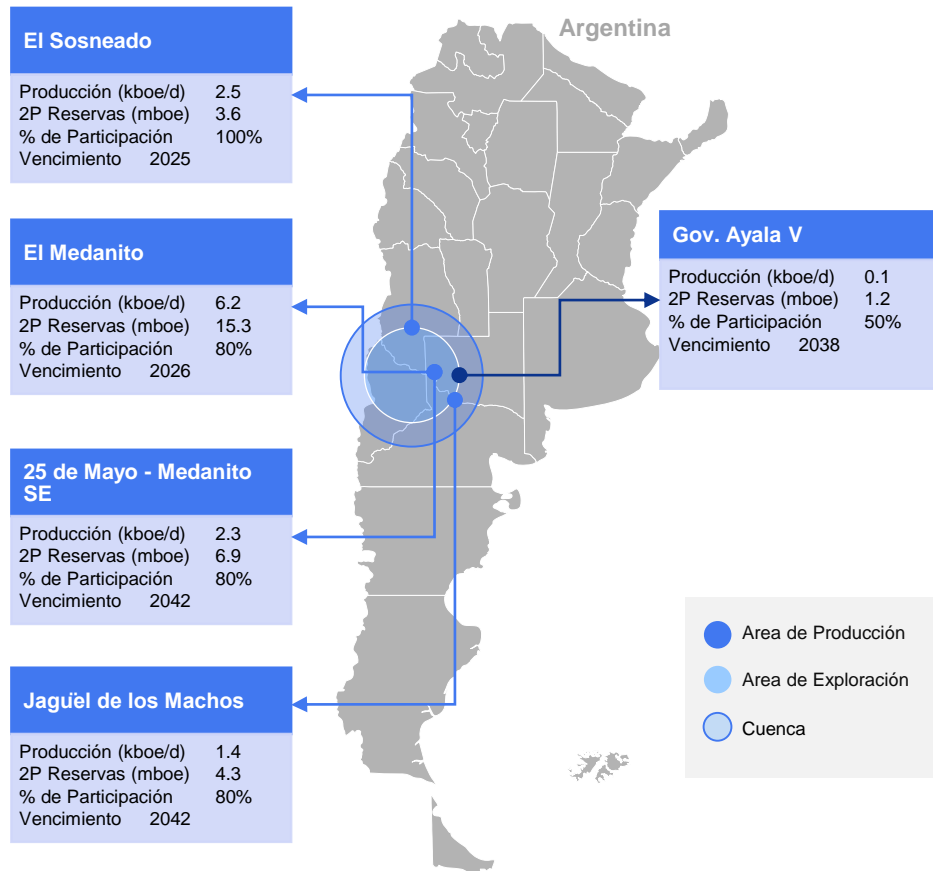 Argentina
El Sosneado
Producción (kboe/d) 2.5
2P Reservas (mboe) 3.6
% de Participación 100%
Vencimiento 2025
El Medanito
Producción (kboe/d) 6.2
2P Reservas (mboe) 15.3
% de Participación 80%
Vencimiento 2026
Gov. Ayala V
Producción (kboe/d) 0.1
2P Reservas (mboe) 1.2
% de Participación 50%
Vencimiento 2038
25 de Mayo - Medanito
SE
Producción (kboe/d) 2.3
2P Reservas (mboe) 6.9
% de Participación 80%
Vencimiento 2042
Jagüel de los Machos
Producción (kboe/d) 1.4
2P Reservas (mboe) 4.3
% de Participación 80%
Vencimiento 2042
Area de Producción
Area de Exploración
Cuenca